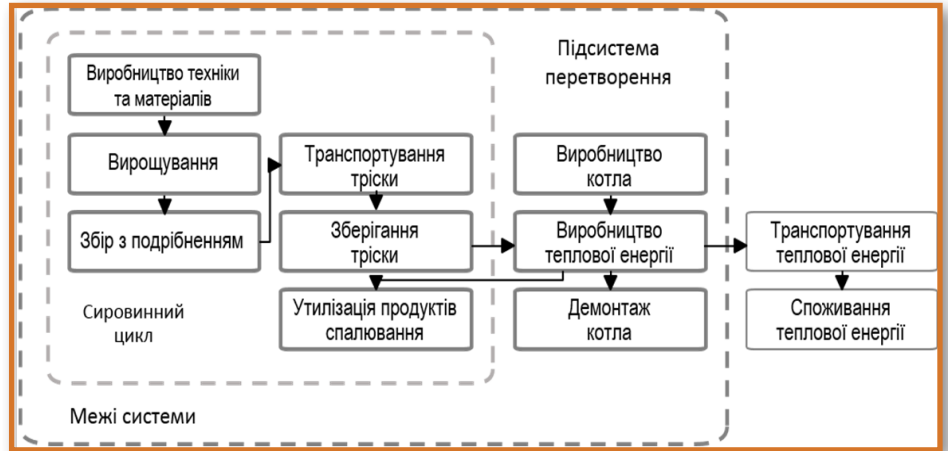 Підсистема
перетворення
Виробництво техніки
та матеріалів
Вирощування
Збір з подрібненням
Транспортування
тріски
Зберігання
тріски
Утилізація продуктів
спалювання
Виробництво
котла
Виробництво
теплової енергії
Демонтаж
котла
Транспортування
теплової енергії
Споживання
теплової енергії
Сировинний
цикл
Межі системи